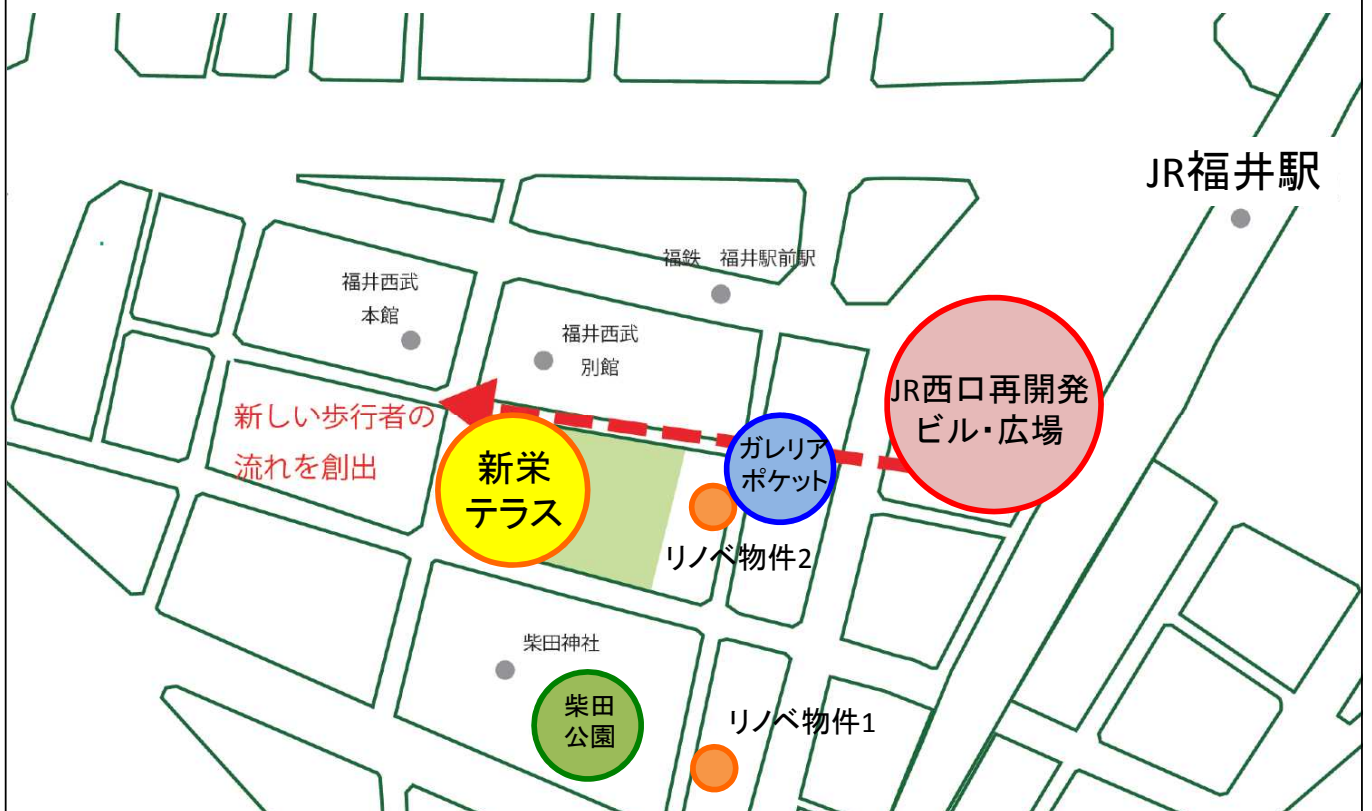 JR福井駅
福鉄　福井駅前駅
福井西武
本館
福井西武
別館
JR西口再開発
ビル・広場
新しい歩行者の
流れを創出
新栄
テラス
ガレリア
ポケット
リノベ物件2
柴田神社
柴田
公園
リノベ物件1